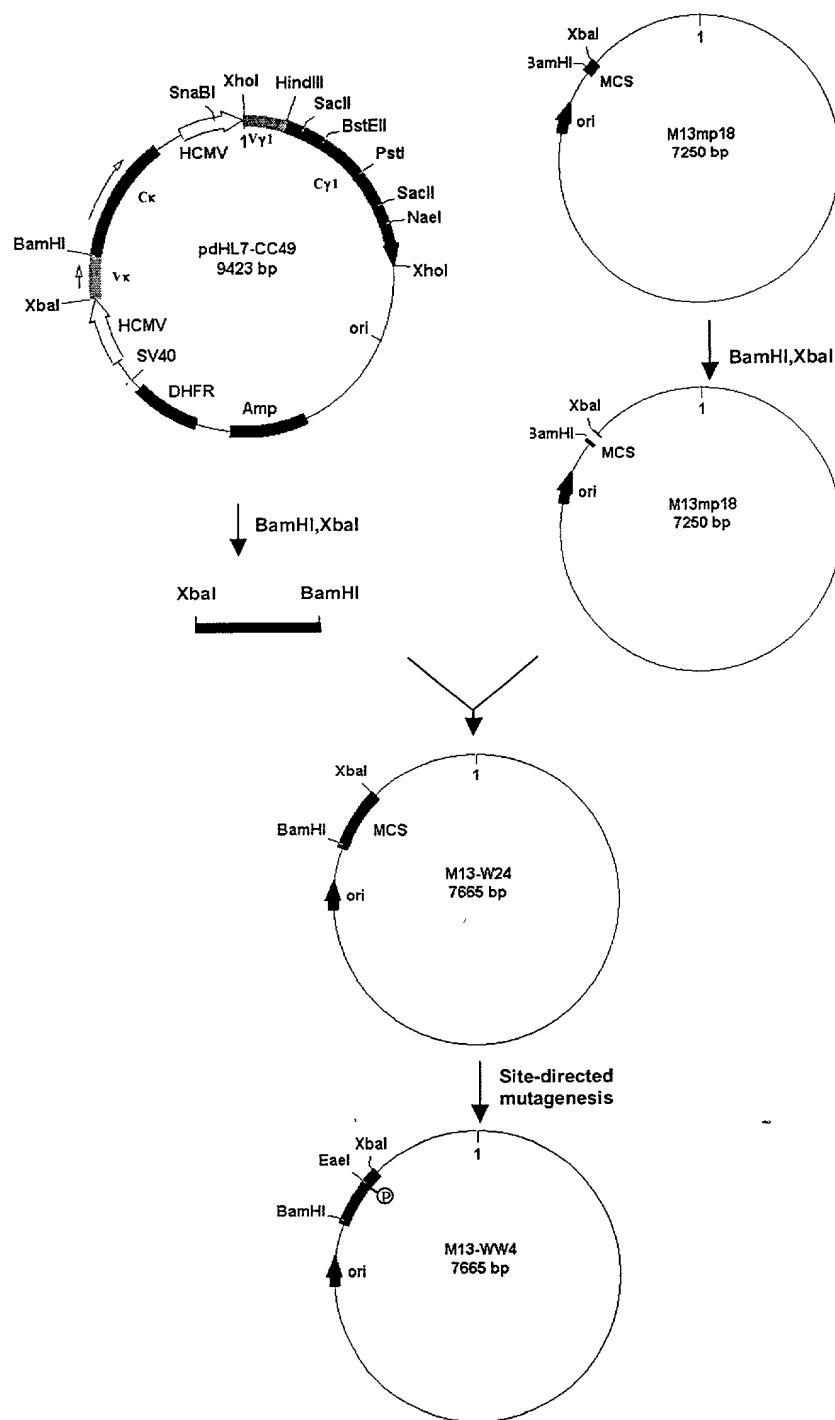 XhoI
HindIII
SnaBI
SacII
BstEII
HCMV
1
Vγ1
PstI
Cκ
Cγ1
SacII
NaeI
BamHI
pdHL7-CC49
9423 bp
XhoI
Vκ
XbaI
HCMV
ori
SV40
DHFR
Amp
BamHI,XbaI
XbaI
BamHI
XbaI
1
BamHI
MCS
ori
M13mp18
7250 bp
BamHI,XbaI
XbaI
1
BamHI
MCS
ori
M13mp18
7250 bp
XbaI
1
BamHI
MCS
M13-W24
7665 bp
ori
Site-directed
mutagenesis
XbaI
1
EaeI
P
BamHI
M13-WW4
7665 bp
ori